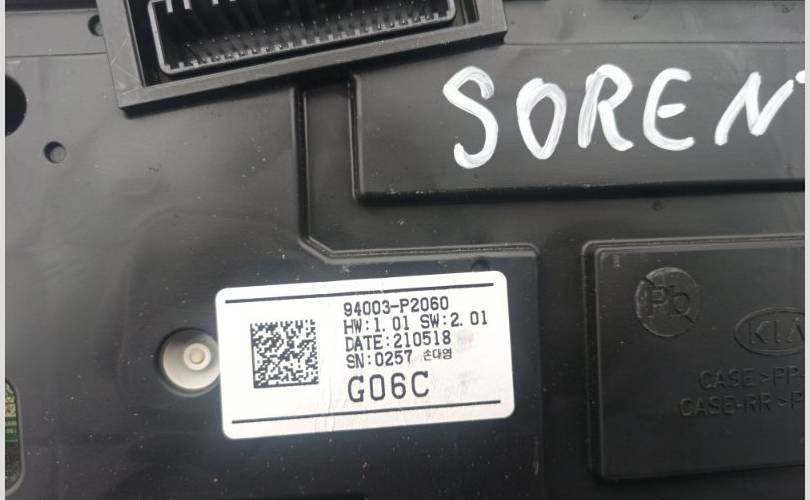 SOREN
94003-P2060
HW:1.01 SW:2.01
DATE:210518
SN:0257 손대영
G06C
Pb
KIA
CASE>PP-
CASE-RR>P